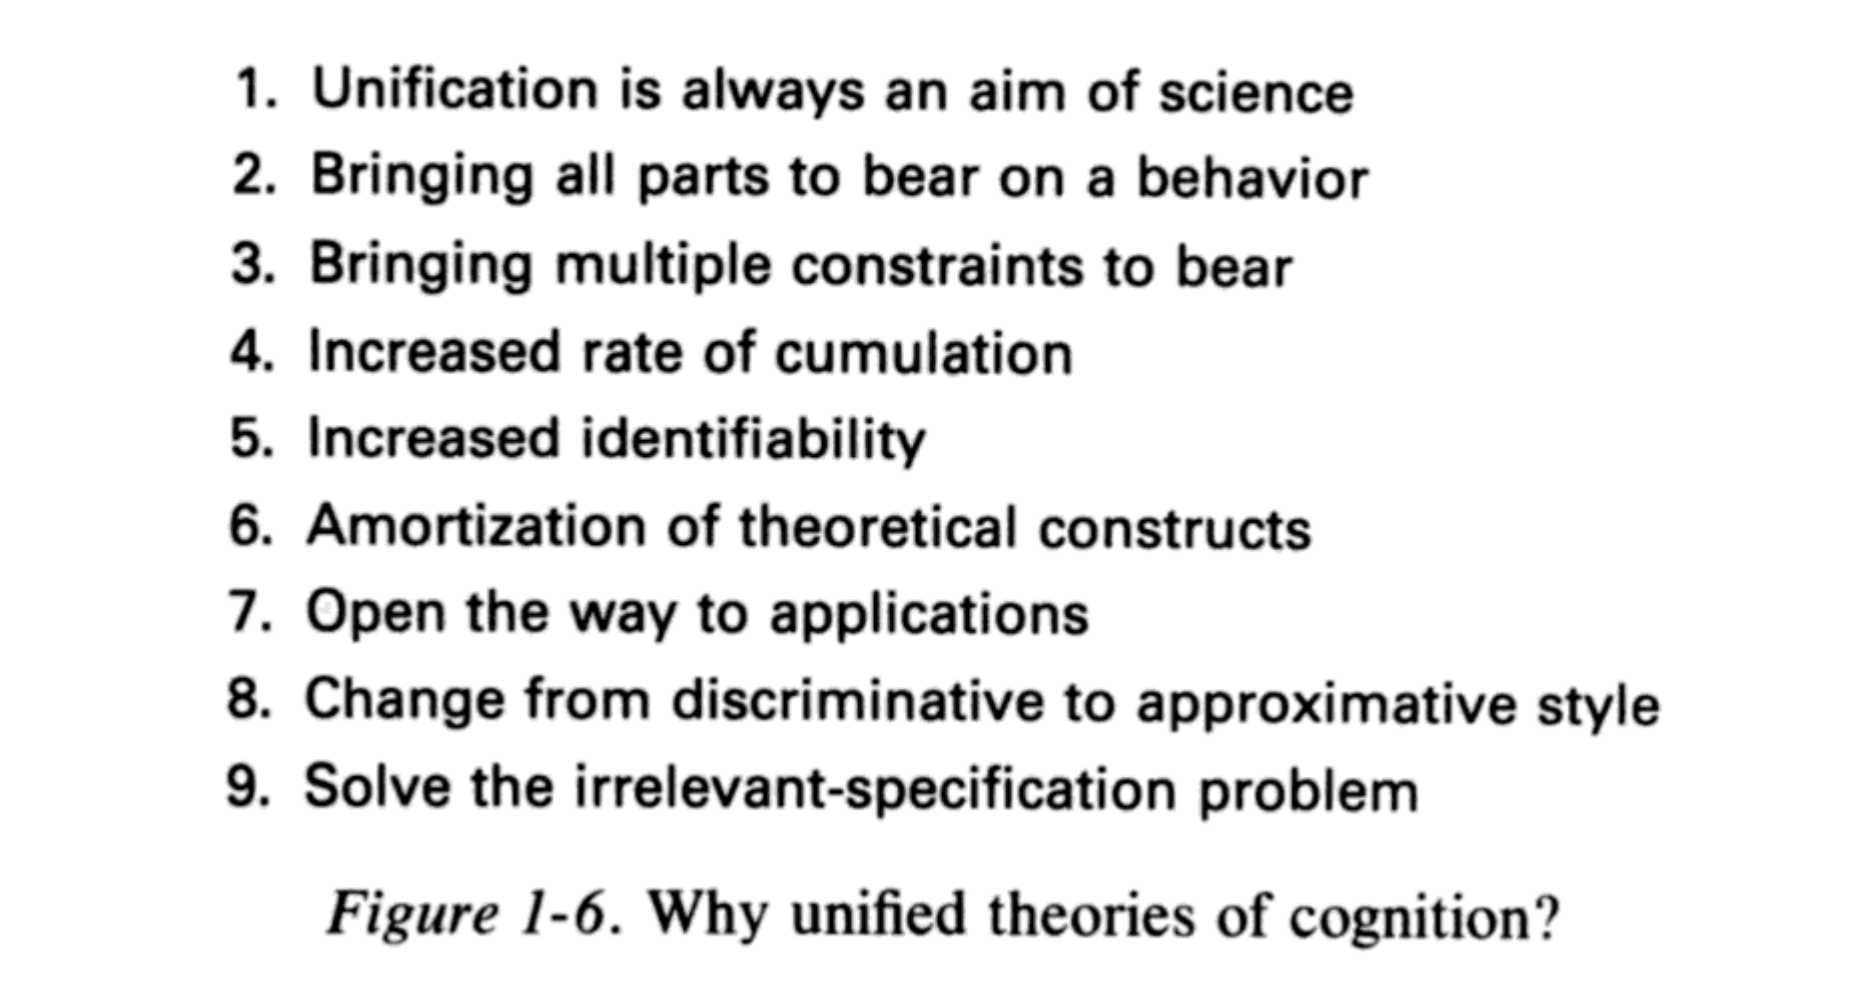 1. Unification is always an aim of science
2. Bringing all parts to bear on a behavior
3. Bringing multiple constraints to bear
4. Increased rate of cumulation
5. Increased identifiability
6. Amortization of theoretical constructs
7. Open the way to applications
8. Change from discriminative to approximative style
9. Solve the irrelevant-specification problem
Figure 1-6. Why unified theories of cognition?